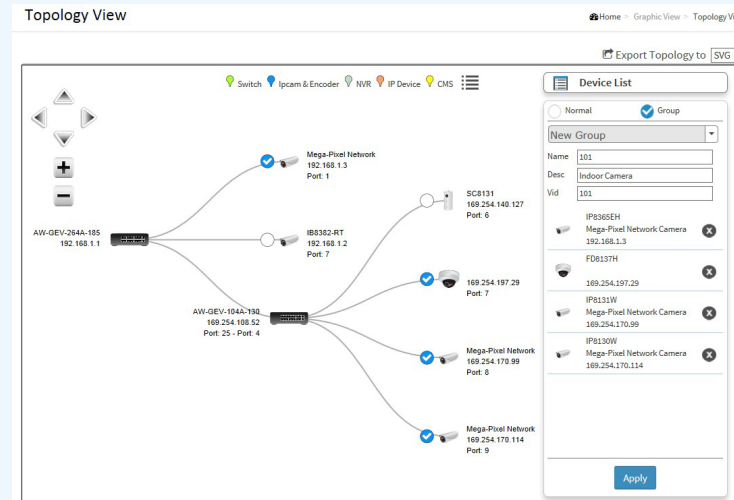 Topology View
Home > Graphic View > Topology Vi
Export Topology to SVG
Switch Ipcam & Encoder NVR IP Device CMS
Device List
Normal Group
New Group
Name 101
Desc Indoor Camera
Vid 101
IP8365EH
Mega-Pixel Network Camera
192.168.1.3
FD8137H
169.254.197.29
IP8131W
Mega-Pixel Network Camera
169.254.170.99
IP8130W
Mega-Pixel Network Camera
169.254.170.114
Apply
Mega-Pixel Network
192.168.1.3
Port: 1
SC8131
169.254.140.127
Port: 6
AW-GEV-264A-185
192.168.1.1
IB8382-RT
192.168.1.2
Port: 7
169.254.197.29
Port: 7
AW-GEV-104A-130
169.254.108.52
Port: 25 - Port: 4
Mega-Pixel Network
169.254.170.99
Port: 8
Mega-Pixel Network
169.254.170.114
Port: 9